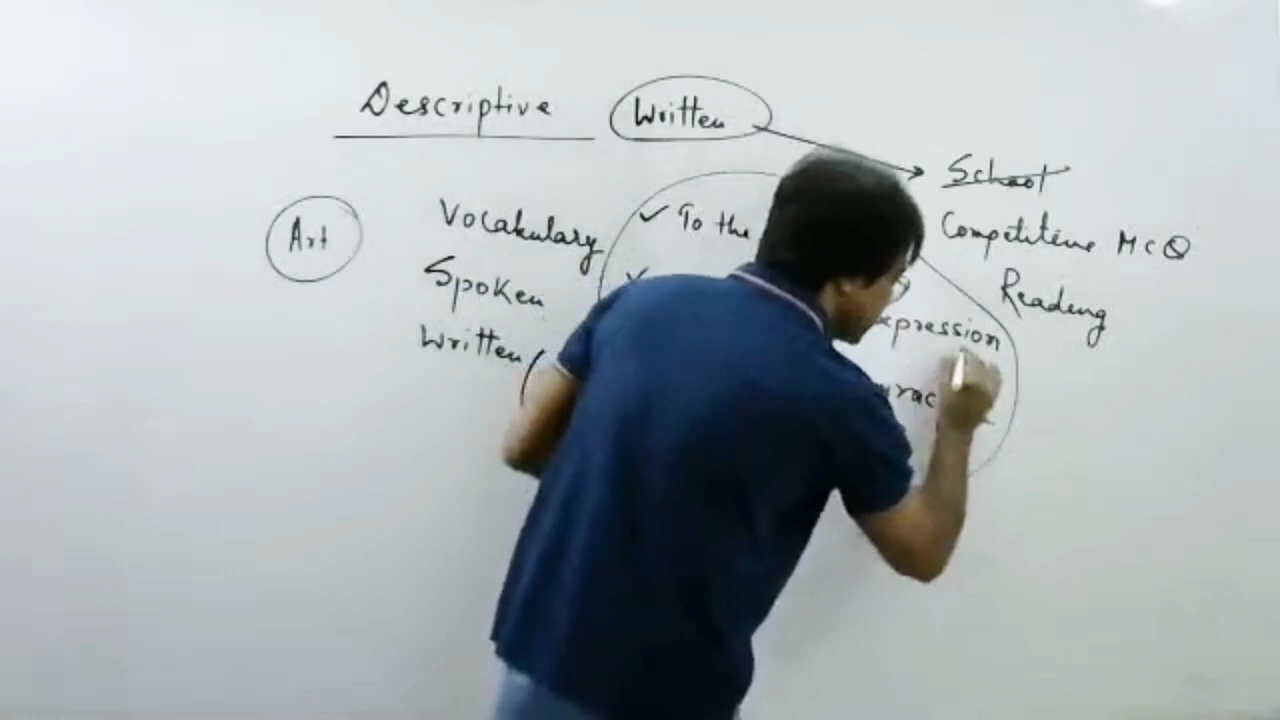 Descriptive Written
School
Art Vocabulary ✓ To the Competitive MCQ
Spoken ✓ Reading
Written expression